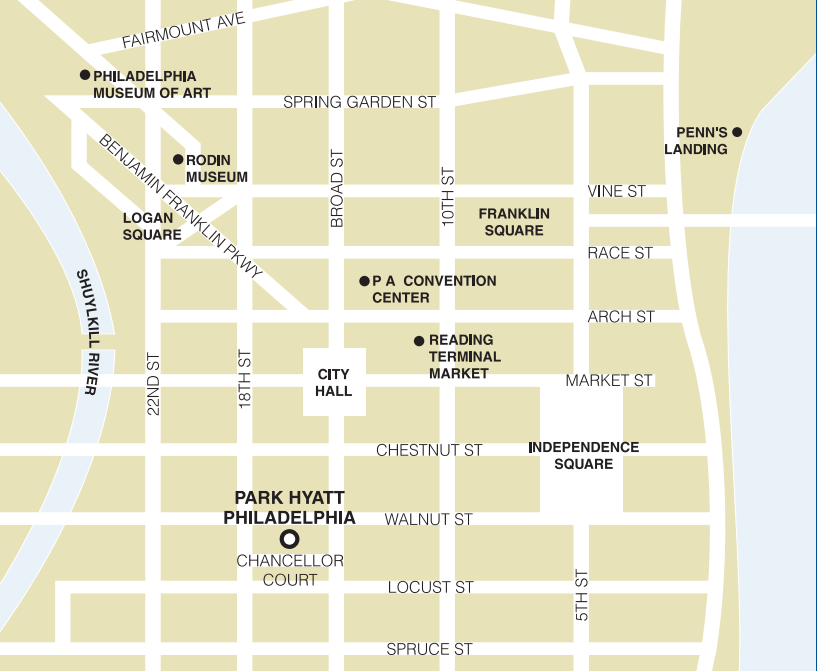 FAIRMOUNT AVE
PHILADELPHIA
MUSEUM OF ART
SPRING GARDEN ST
PENN'S
LANDING
BENJAMIN FRANKLIN PKWY
RODIN
MUSEUM
BROAD ST
10TH ST
VINE ST
LOGAN
SQUARE
FRANKLIN
SQUARE
RACE ST
P A CONVENTION
CENTER
SHUYLKILL RIVER
ARCH ST
READING
TERMINAL
MARKET
22ND ST
18TH ST
CITY
HALL
MARKET ST
CHESTNUT ST
INDEPENDENCE
SQUARE
PARK HYATT
PHILADELPHIA
WALNUT ST
CHANCELLOR
COURT
LOCUST ST
5TH ST
SPRUCE ST